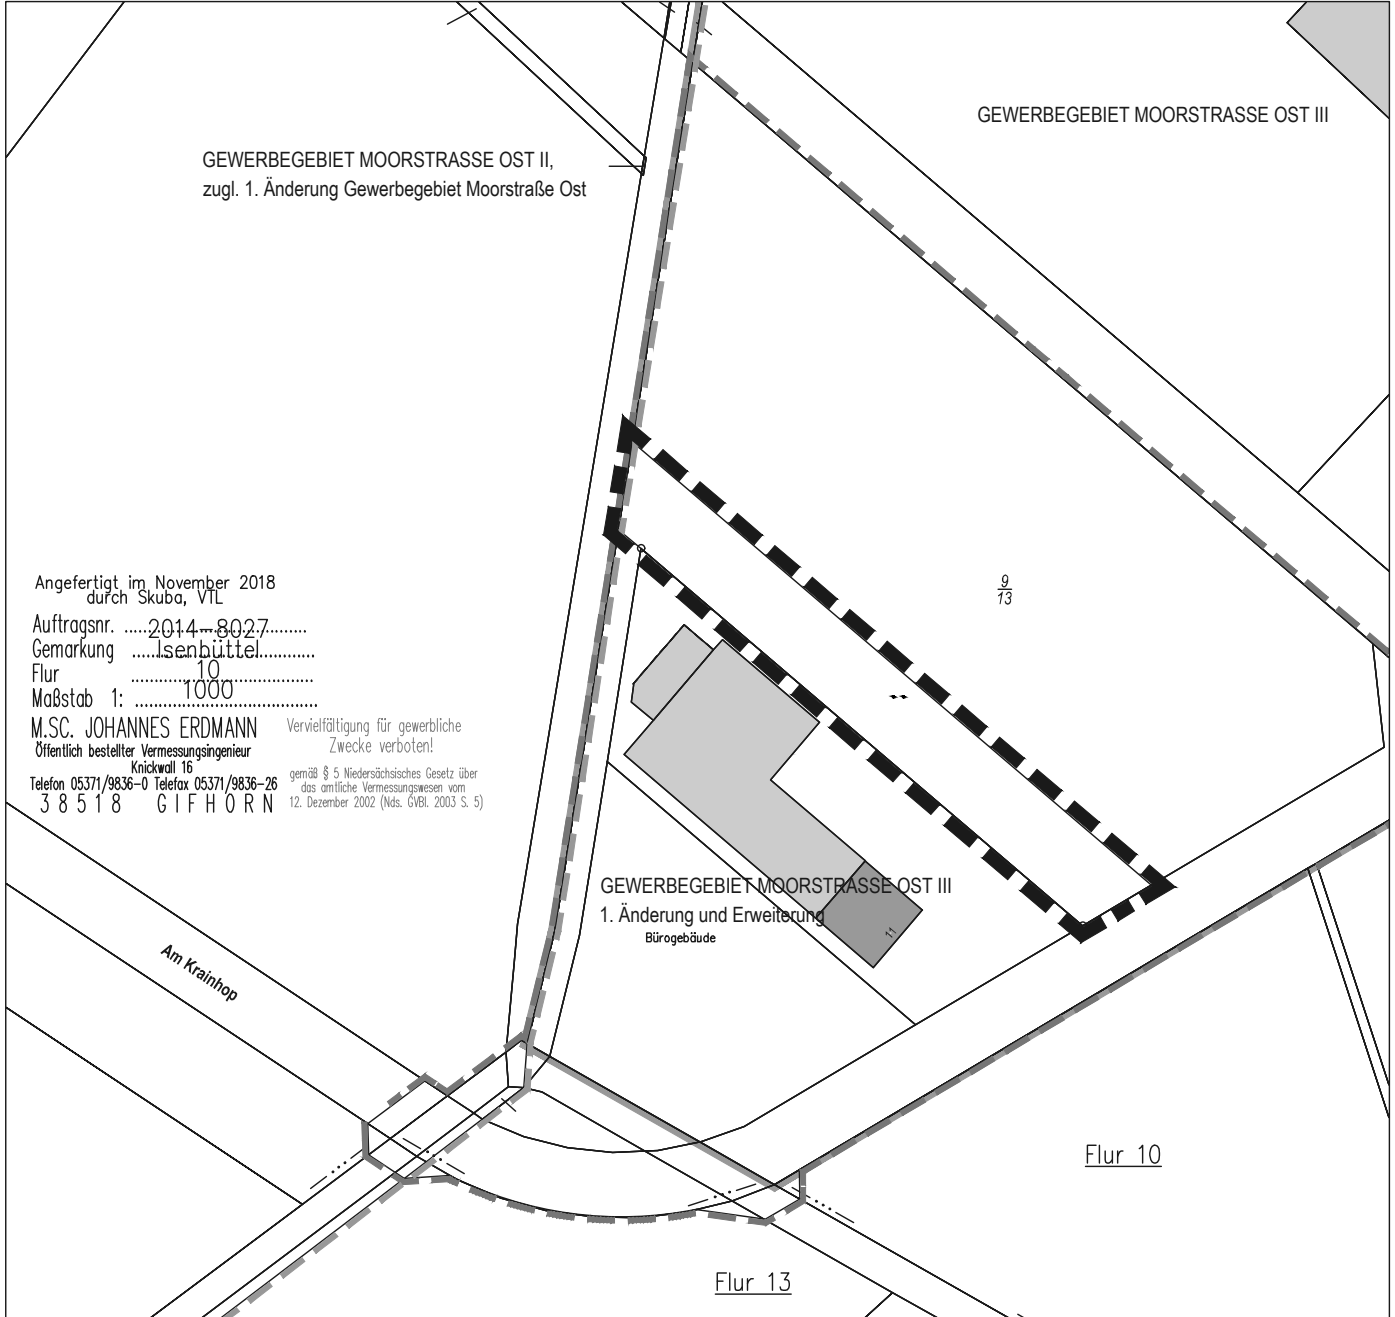 GEWERBEGEBIET MOORSTRASSE OST III
GEWERBEGEBIET MOORSTRASSE OST II,
zugl. 1. Änderung Gewerbegebiet Moorstraße Ost
9
13
Angefertigt im November 2018
durch Skuba, VTL
Auftragsnr. 2014-8027
Gemarkung Isenbüttel
Flur 10
Maßstab 1: 1000
M.SC. JOHANNES ERDMANN
Öffentlich bestellter Vermessungsingenieur
Knickwall 16
Telefon 05371/9836-0 Telefax 05371/9836-26
38518 GIFHORN
Vervielfältigung für gewerbliche
Zwecke verboten!
gemäß § 5 Niedersächsisches Gesetz über
das amtliche Vermessungswesen vom
12. Dezember 2002 (Nds. GVBl. 2003 S. 5)
GEWERBEGEBIET MOORSTRASSE OST III
1. Änderung und Erweiterung
Bürogebäude
11
Am Krainhop
Flur 10
Flur 13